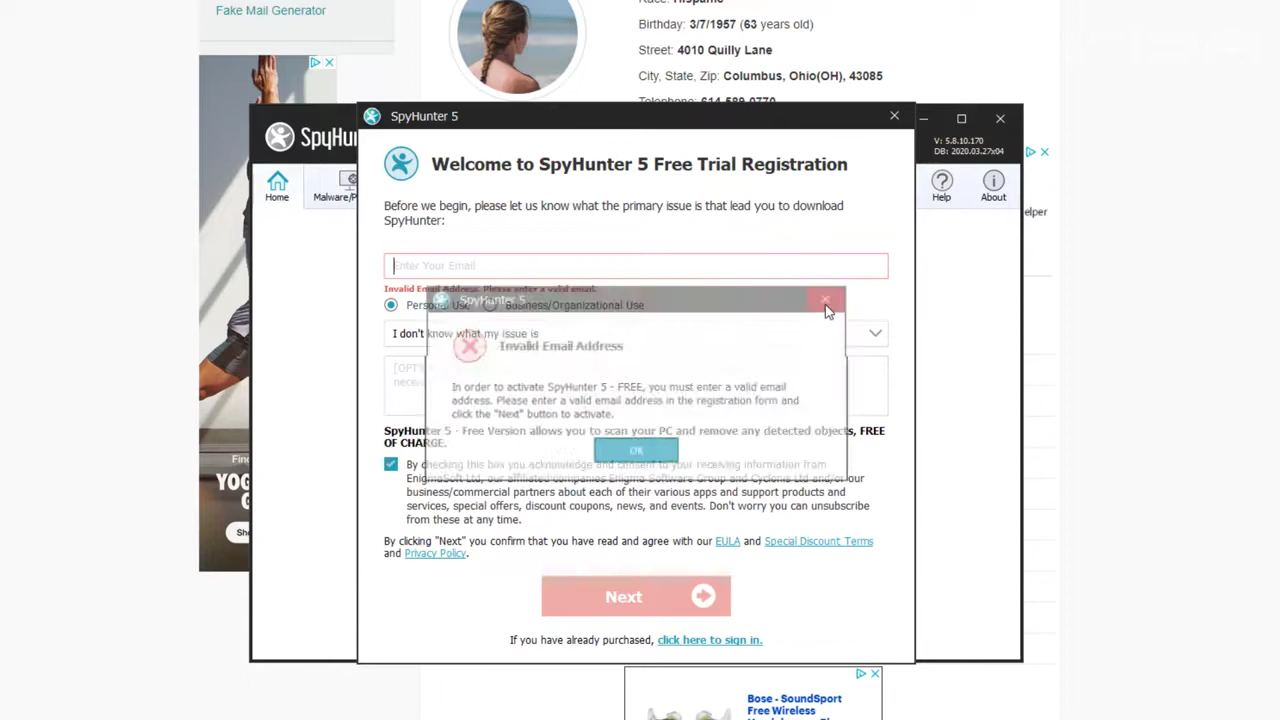 Fake Mail Generator
Birthday: 3/7/1957 (63 years old)
Street: 4010 Quilly Lane
City, State, Zip: Columbus, Ohio(OH), 43085
SpyHunter 5
SpyHu
V: 5.8.10.170
DB: 2020.03.27x04
Welcome to SpyHunter 5 Free Trial Registration
Home
Malware/P
Help
About
Before we begin, please let us know what the primary issue is that lead you to download
SpyHunter:
elper
Enter Your Email
Invalid Email Address. Please enter a valid email.
SpyHunter 5
Personal Use
Business/Organizational Use
I don't know what my issue is
Invalid Email Address
[OPT
nece
In order to activate SpyHunter 5 - FREE, you must enter a valid email
address. Please enter a valid email address in the registration form and
click the "Next" button to activate.
SpyHunter 5 - Free Version allows you to scan your PC and remove any detected objects, FREE
OF CHARGE.
OK
By checking this box you acknowledge and consent to your receiving information from
EnigmaSoft Ltd, our affiliated companies Enigma Software Group and Cyclonis Ltd and/or our
business/commercial partners about each of their various apps and support products and
services, special offers, discount coupons, news, and events. Don't worry you can unsubscribe
from these at any time.
By clicking "Next" you confirm that you have read and agree with our EULA and Special Discount Terms
and Privacy Policy.
Next
If you have already purchased, click here to sign in.
Fin
YOG
Sh
Bose - SoundSport
Free Wireless